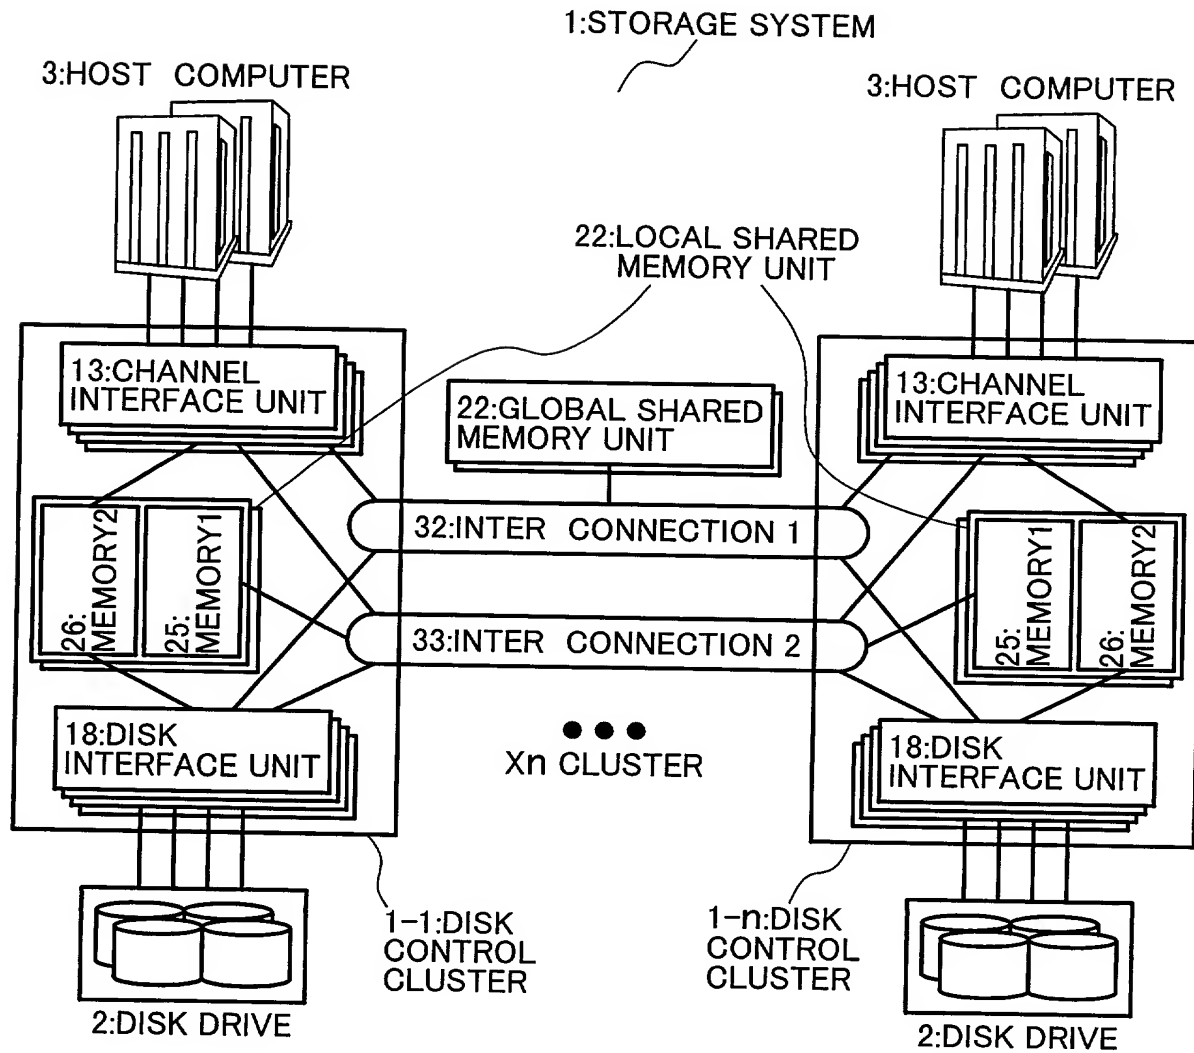 1:STORAGE SYSTEM
3:HOST COMPUTER
3:HOST COMPUTER
22:LOCAL SHARED
MEMORY UNIT
13:CHANNEL
INTERFACE UNIT
22:GLOBAL SHARED
MEMORY UNIT
13:CHANNEL
INTERFACE UNIT
26:
MEMORY2
25:
MEMORY1
32:INTER CONNECTION 1
33:INTER CONNECTION 2
25:
MEMORY1
26:
MEMORY2
18:DISK
INTERFACE UNIT
●●●
Xn CLUSTER
18:DISK
INTERFACE UNIT
1-1:DISK
CONTROL
CLUSTER
1-n:DISK
CONTROL
CLUSTER
2:DISK DRIVE
2:DISK DRIVE